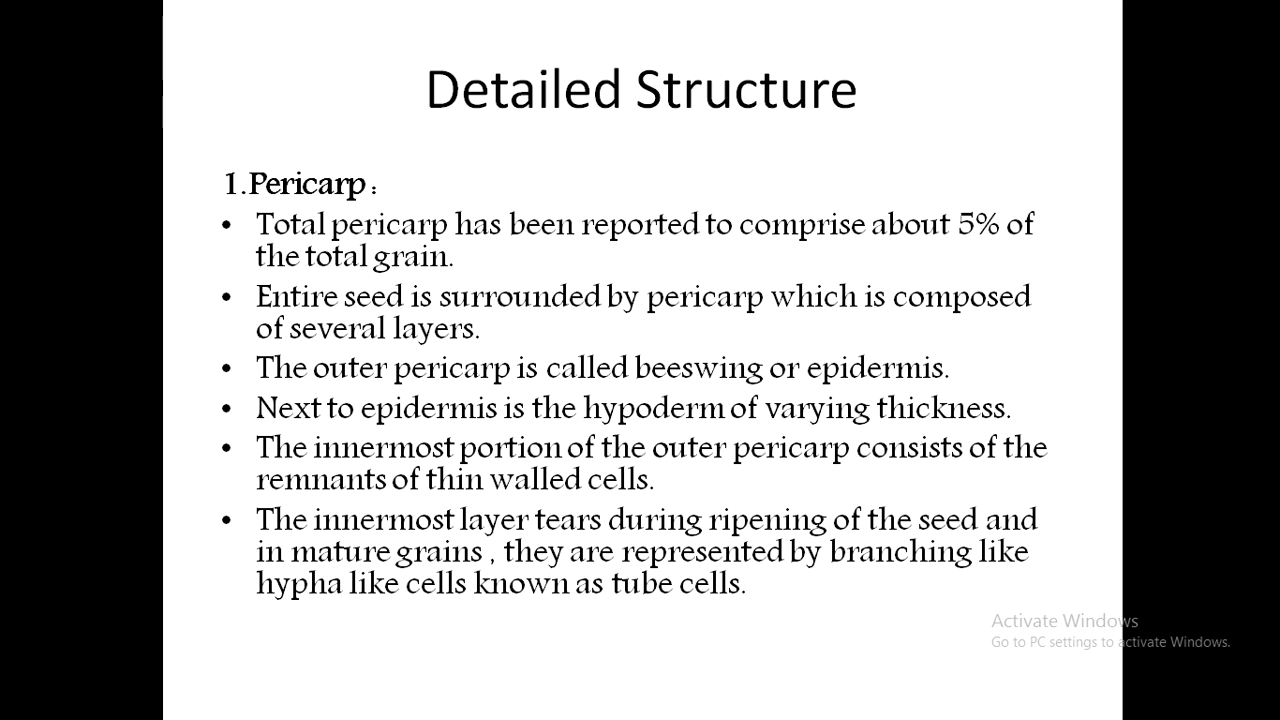 Detailed Structure
1.Pericarp :
• Total pericarp has been reported to comprise about 5% of
the total grain.
• Entire seed is surrounded by pericarp which is composed
of several layers.
• The outer pericarp is called beeswing or epidermis.
• Next to epidermis is the hypoderm of varying thickness.
• The innermost portion of the outer pericarp consists of the
remnants of thin walled cells.
• The innermost layer tears during ripening of the seed and
in mature grains , they are represented by branching like
hypha like cells known as tube cells.
Activate Windows
Go to PC settings to activate Windows.